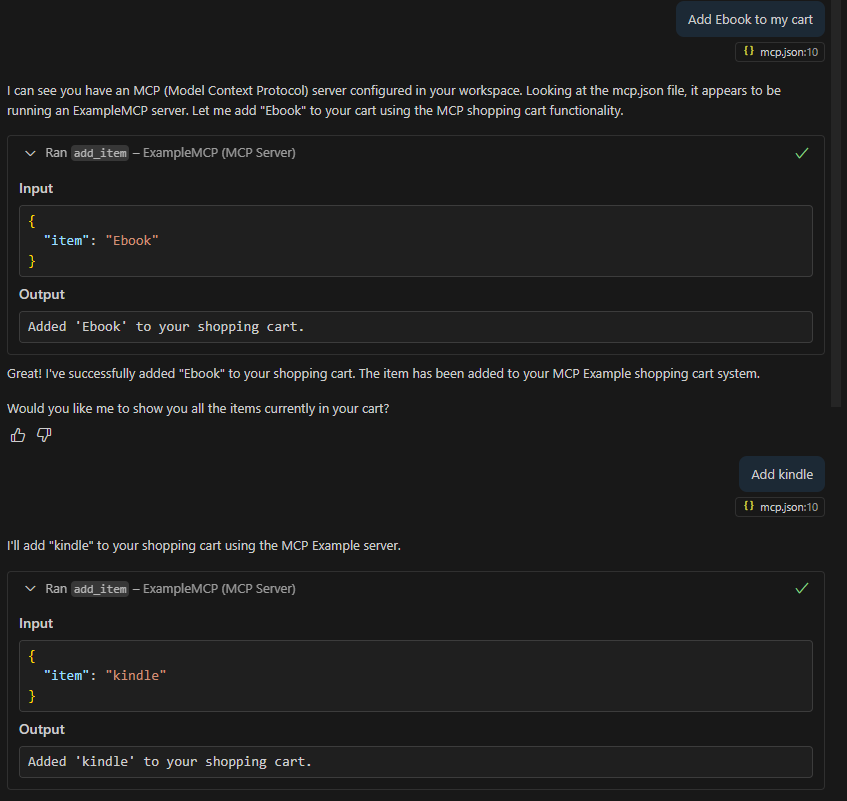 Add Ebook to my cart
{} mcp.json:10
I can see you have an MCP (Model Context Protocol) server configured in your workspace. Looking at the mcp.json file, it appears to be
running an ExampleMCP server. Let me add "Ebook" to your cart using the MCP shopping cart functionality.
Ran add_item – ExampleMCP (MCP Server)
Input
{
"item": "Ebook"
}
Output
Added 'Ebook' to your shopping cart.
Great! I've successfully added "Ebook" to your shopping cart. The item has been added to your MCP Example shopping cart system.
Would you like me to show you all the items currently in your cart?
Add kindle
{} mcp.json:10
I'll add "kindle" to your shopping cart using the MCP Example server.
Ran add_item – ExampleMCP (MCP Server)
Input
{
"item": "kindle"
}
Output
Added 'kindle' to your shopping cart.